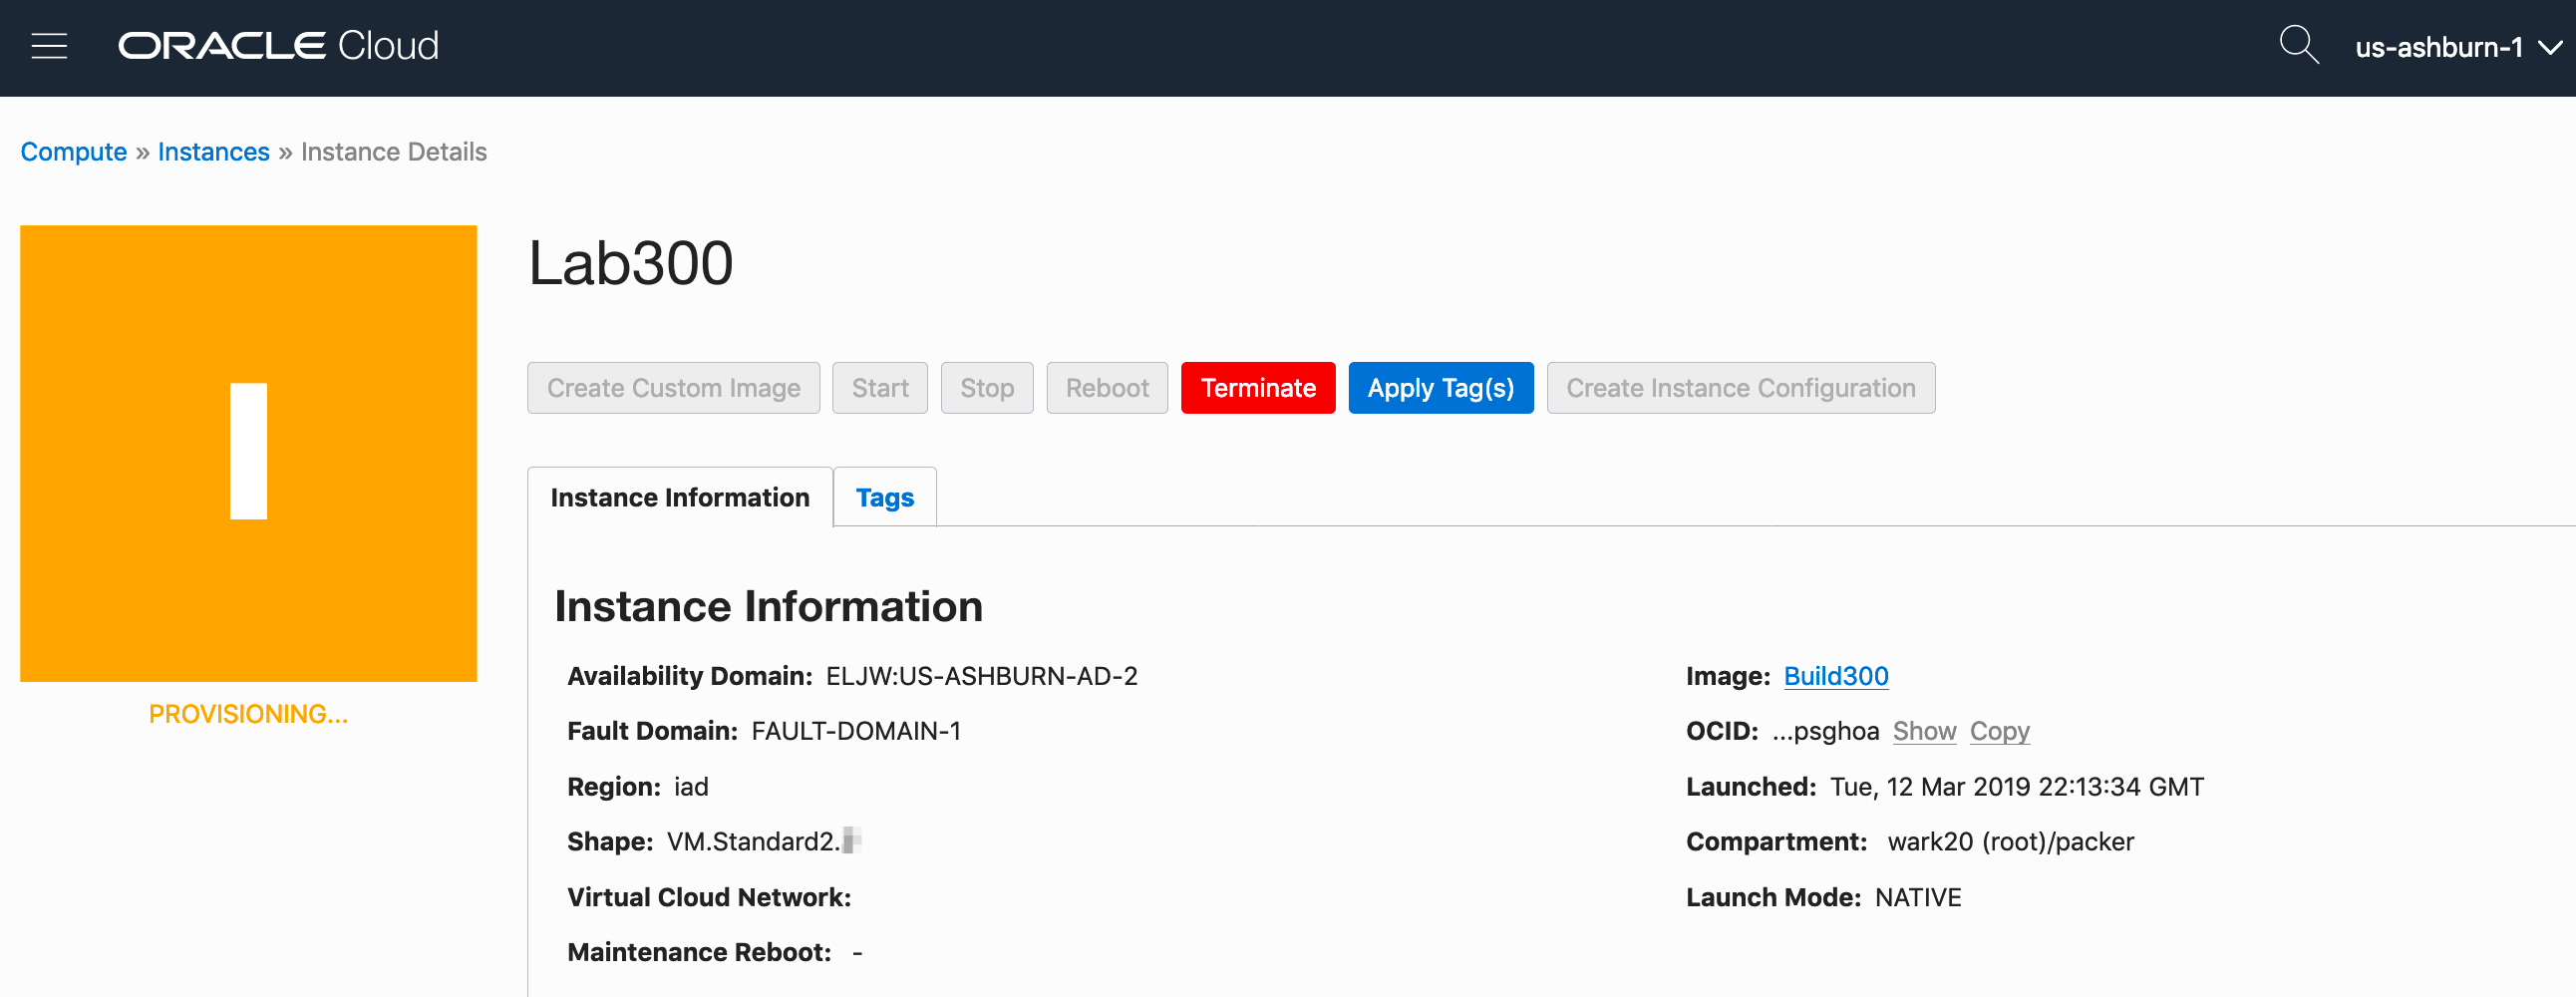 ORACLE Cloud
us-ashburn-1
Compute » Instances » Instance Details
I
PROVISIONING...
Lab300
Create Custom Image Start Stop Reboot Terminate Apply Tag(s) Create Instance Configuration
Instance Information Tags
Instance Information
Availability Domain: ELJW:US-ASHBURN-AD-2
Fault Domain: FAULT-DOMAIN-1
Region: iad
Shape: VM.Standard2.
Virtual Cloud Network:
Maintenance Reboot: -
Image: Build300
OCID: ...psghoa Show Copy
Launched: Tue, 12 Mar 2019 22:13:34 GMT
Compartment: wark20 (root)/packer
Launch Mode: NATIVE